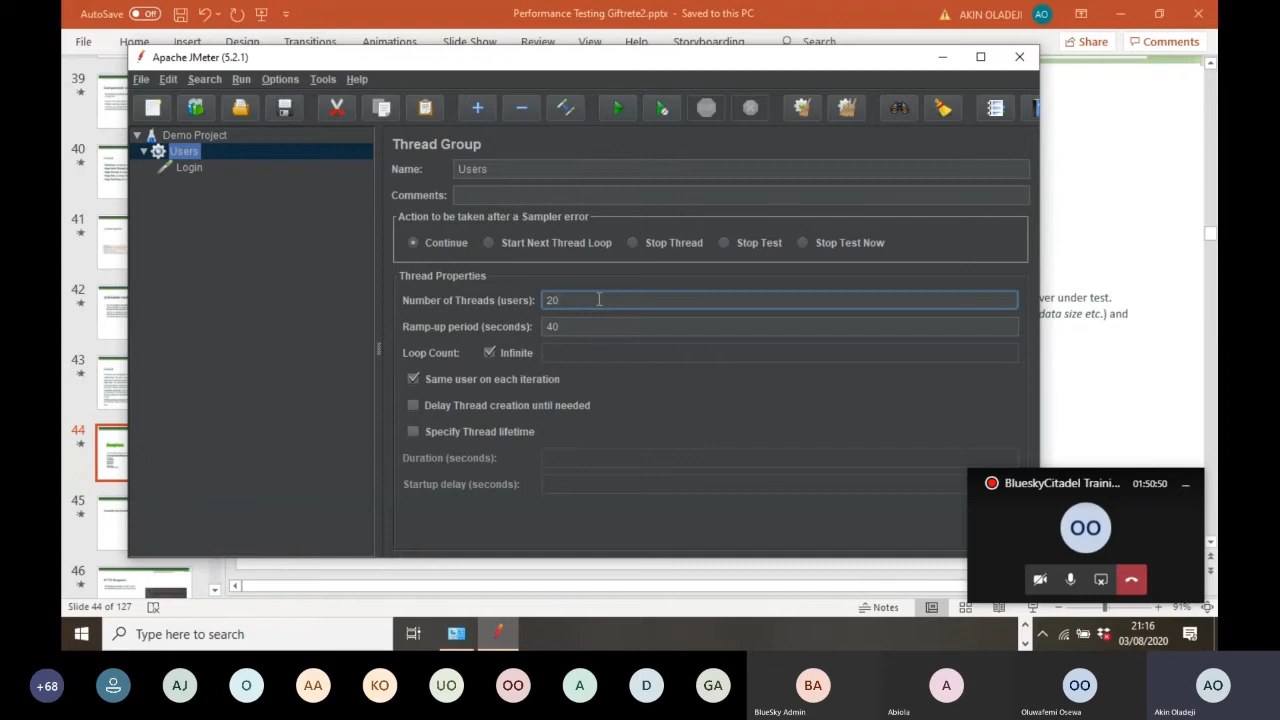 AutoSave Off
Performance Testing Giftrete2.pptx - Saved to this PC
AKIN OLADEJI AO
File Home Insert Design Transitions Animations Slide Show Review View Help Storyboarding Search
Share Comments
Apache JMeter (5.2.1)
File Edit Search Run Options Tools Help
Demo Project
Users
Login
Thread Group
Name: Users
Comments:
Action to be taken after a Sampler error
Continue Start Next Thread Loop Stop Thread Stop Test Stop Test Now
Thread Properties
Number of Threads (users): 20
Ramp-up period (seconds): 40
Loop Count: Infinite
Same user on each iteration
Delay Thread creation until needed
Specify Thread lifetime
Duration (seconds):
Startup delay (seconds):
39
40
41
42
43
44
45
46
ver under test.
data size etc.) and
BlueskyCitadel Traini... 01:50:50
OO
Slide 44 of 127
Notes
91%
Type here to search
21:16
03/08/2020
+68 AJ O AA KO UO OO A D GA BA A OO AO
BlueSky Admin Abiola Oluwafemi Osewa Akin Oladeji